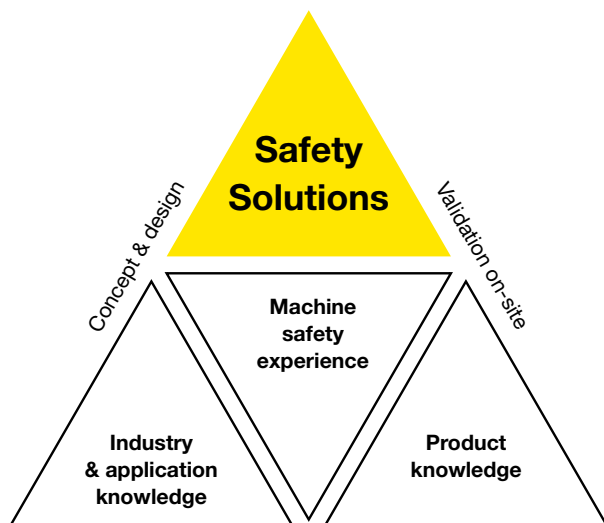 Safety
Solutions
Concept & design
Validation on-site
Machine
safety
experience
Industry
& application
knowledge
Product
knowledge